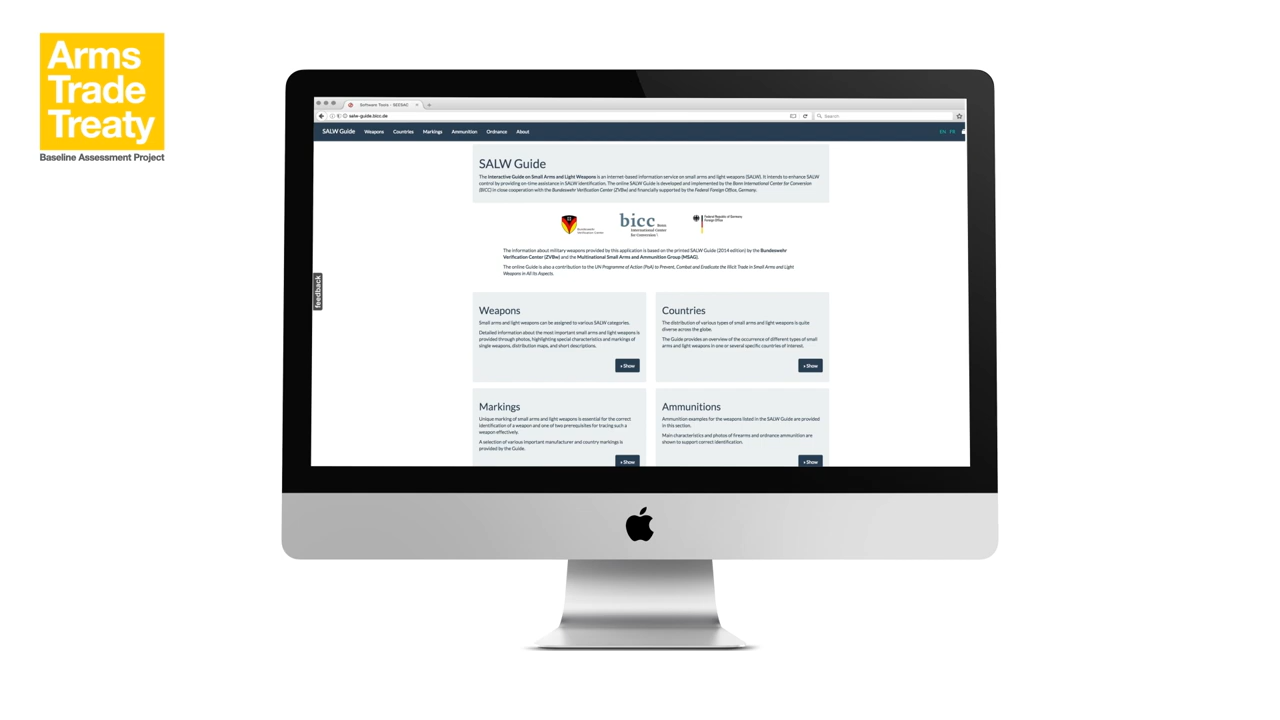 Arms
Trade
Treaty
Baseline Assessment Project
Software Tools - SEESAC
salw-guide.bicc.de
Search
SALW Guide Weapons Countries Markings Ammunition Ordnance About
EN FR
SALW Guide
The Interactive Guide on Small Arms and Light Weapons is an internet-based information service on small arms and light weapons (SALW). It intends to enhance SALW
control by providing on-time assistance in SALW identification. The online SALW Guide is developed and implemented by the Bonn International Center for Conversion
(BICC) in close cooperation with the Bundeswehr Verification Center (ZVBw) and financially supported by the Federal Foreign Office, Germany.
Bundeswehr
Verification Center
bicc Bonn
International Center
for Conversion
Federal Republic of Germany
Foreign Office
The information about military weapons provided by this application is based on the printed SALW Guide (2014 edition) by the Bundeswehr
Verification Center (ZVBw) and the Multinational Small Arms and Ammunition Group (MSAG).
The online Guide is also a contribution to the UN Programme of Action (PoA) to Prevent, Combat and Eradicate the Illicit Trade in Small Arms and Light
Weapons in All Its Aspects.
feedback
Weapons
Small arms and light weapons can be assigned to various SALW categories.
Detailed information about the most important small arms and light weapons is
provided through photos, highlighting special characteristics and markings of
single weapons, distribution maps, and short descriptions.
+ Show
Countries
The distribution of various types of small arms and light weapons is quite
diverse across the globe.
The Guide provides an overview of the occurrence of different types of small
arms and light weapons in one or several specific countries of interest.
+ Show
Markings
Unique marking of small arms and light weapons is essential for the correct
identification of a weapon and one of two prerequisites for tracing such a
weapon effectively.
A selection of various important manufacturer and country markings is
provided by the Guide.
+ Show
Ammunitions
Ammunition examples for the weapons listed in the SALW Guide are provided
in this section.
Main characteristics and photos of firearms and ordnance ammunition are
shown to support correct identification.
+ Show